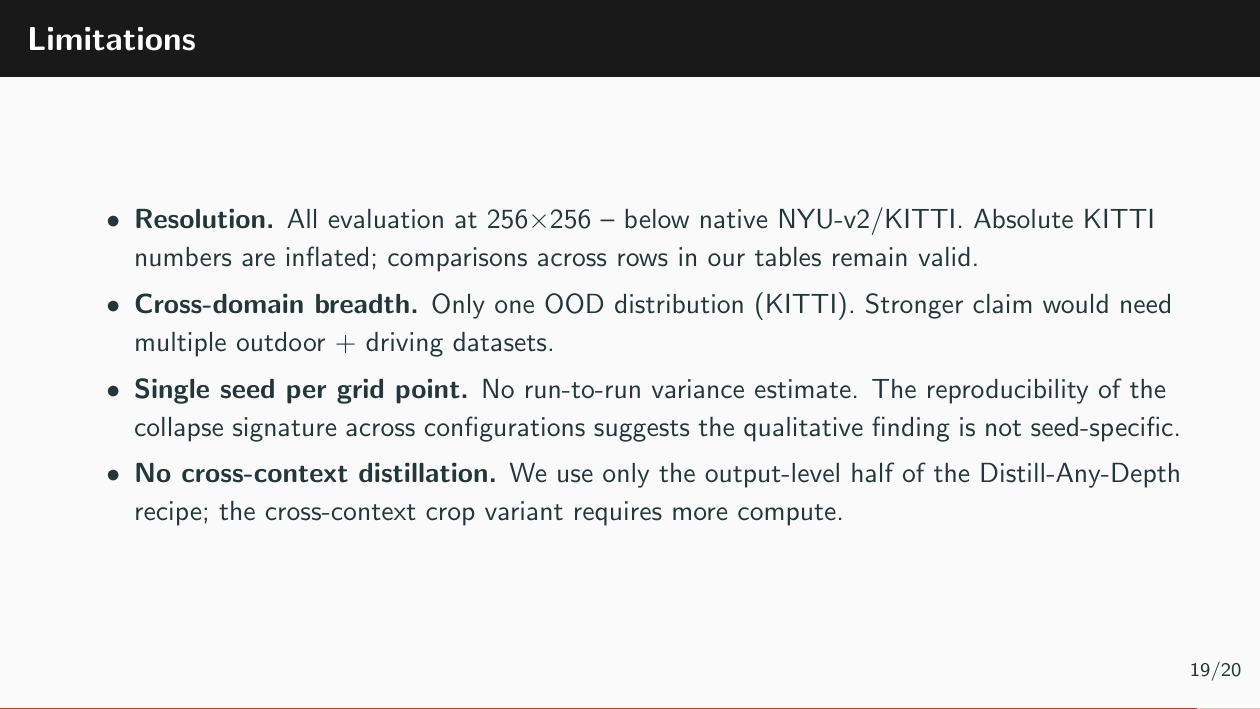 Limitations
• Resolution. All evaluation at 256×256 – below native NYU-v2/KITTI. Absolute KITTI
numbers are inflated; comparisons across rows in our tables remain valid.
• Cross-domain breadth. Only one OOD distribution (KITTI). Stronger claim would need
multiple outdoor + driving datasets.
• Single seed per grid point. No run-to-run variance estimate. The reproducibility of the
collapse signature across configurations suggests the qualitative finding is not seed-specific.
• No cross-context distillation. We use only the output-level half of the Distill-Any-Depth
recipe; the cross-context crop variant requires more compute.
19/20